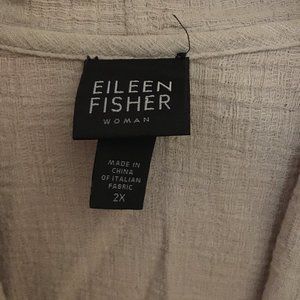 EILEEN
FISHER
WOMAN
MADE IN
CHINA
OF ITALIAN
FABRIC
2X